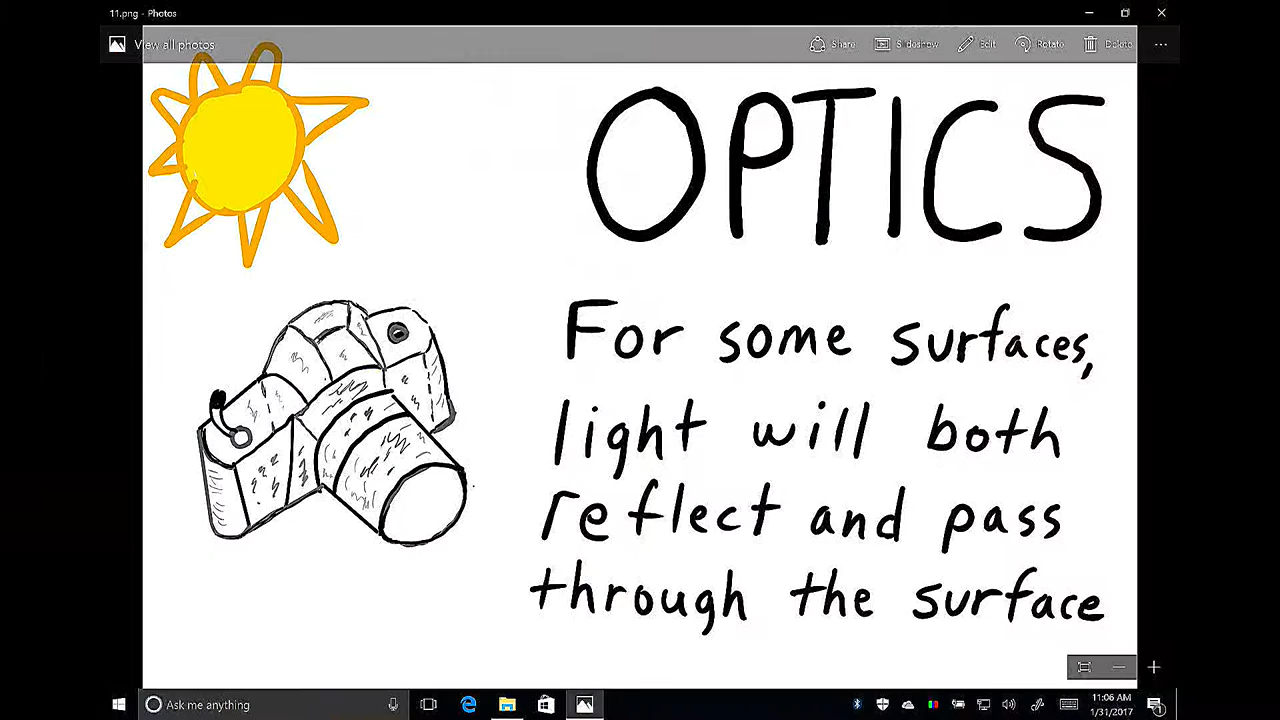 11.png - Photos
View all photos
Share
Slideshow
Edit
Rotate
Delete
OPTICS
For some surfaces,
light will both
reflect and pass
through the surface
Ask me anything
11:06 AM
1/31/2017